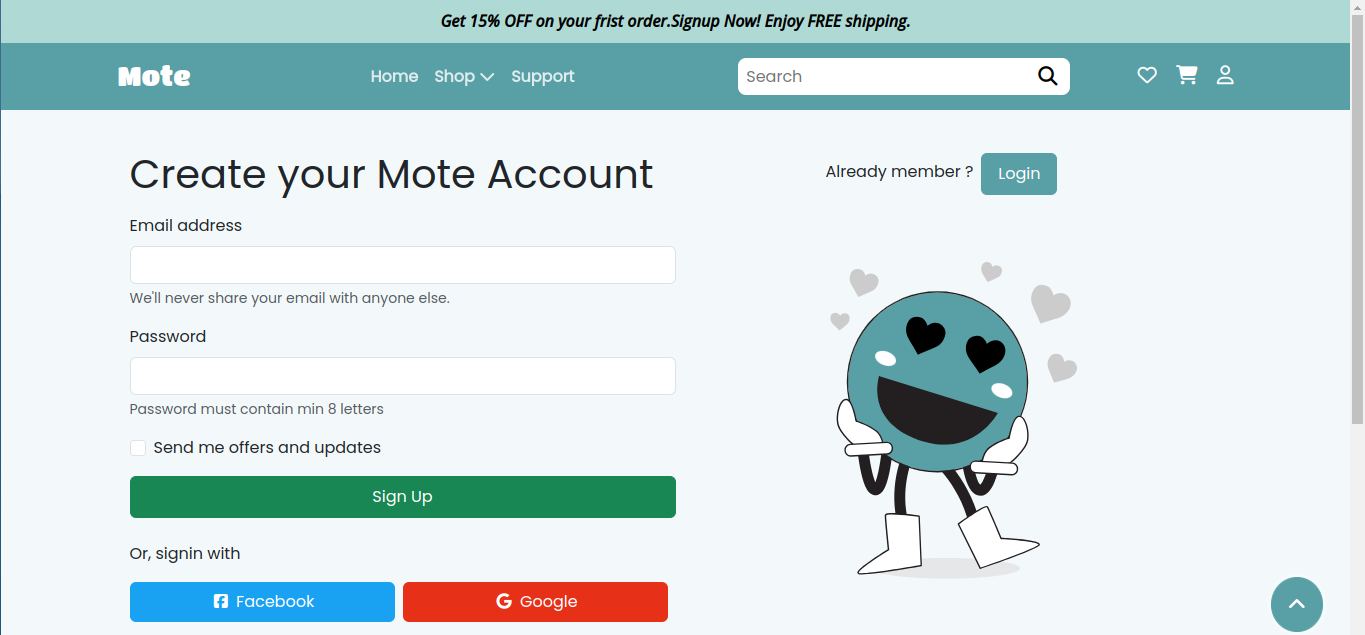 Get 15% OFF on your frist order.Signup Now! Enjoy FREE shipping.
Mote Home Shop Support Search
Create your Mote Account
Already member ? Login
Email address
We'll never share your email with anyone else.
Password
Password must contain min 8 letters
Send me offers and updates
Sign Up
Or, signin with
Facebook Google